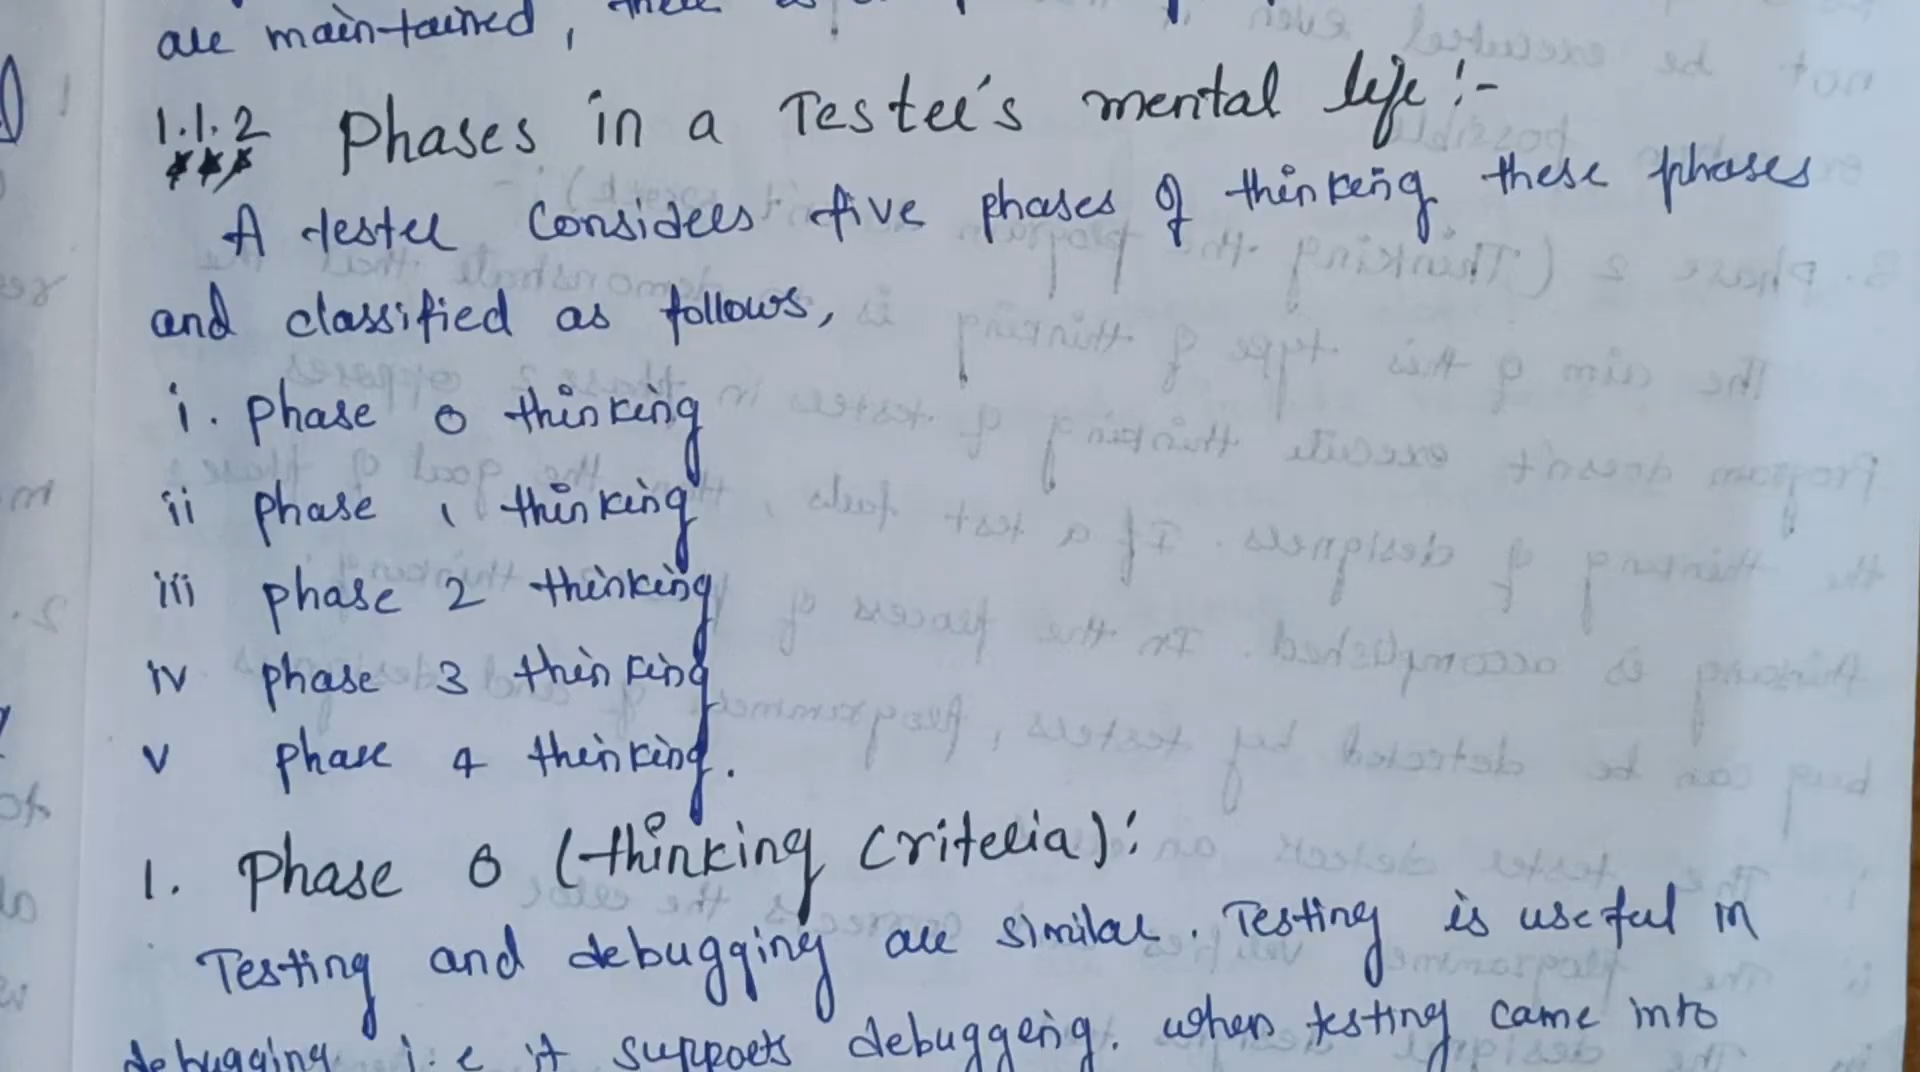 are maintained, there
1.1.2 Phases in a Tester's mental life :-
A tester Considers five phases of thinking these phases
and classified as follows,
i. phase 0 thinking
ii phase 1 thinking
iii phase 2 thinking
iv phase 3 thinking
v phase 4 thinking.
1. Phase 0 (thinking Criteria):
Testing and debugging are similar. Testing is useful in
debugging i.e it supports debugging. when testing came into